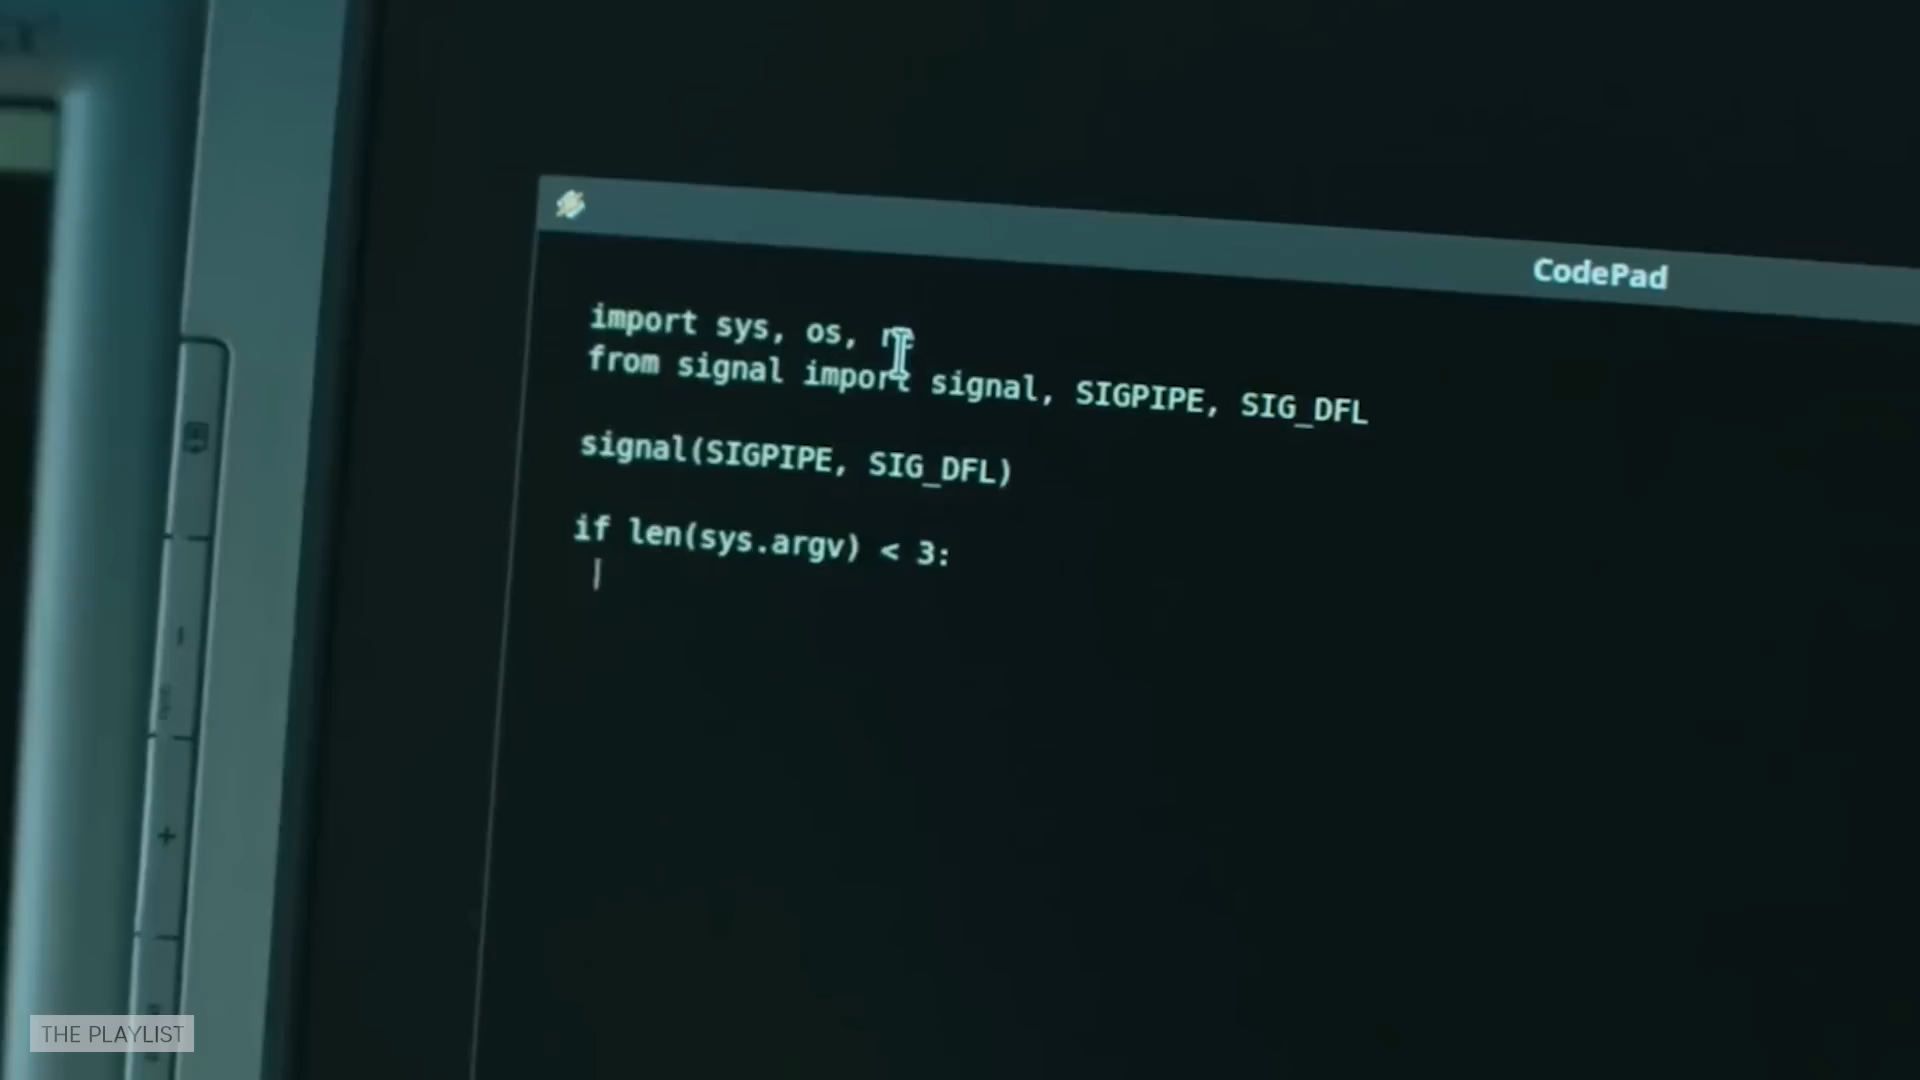 CodePad
import sys, os, re
from signal import signal, SIGPIPE, SIG_DFL
signal(SIGPIPE, SIG_DFL)
if len(sys.argv) < 3:
THE PLAYLIST